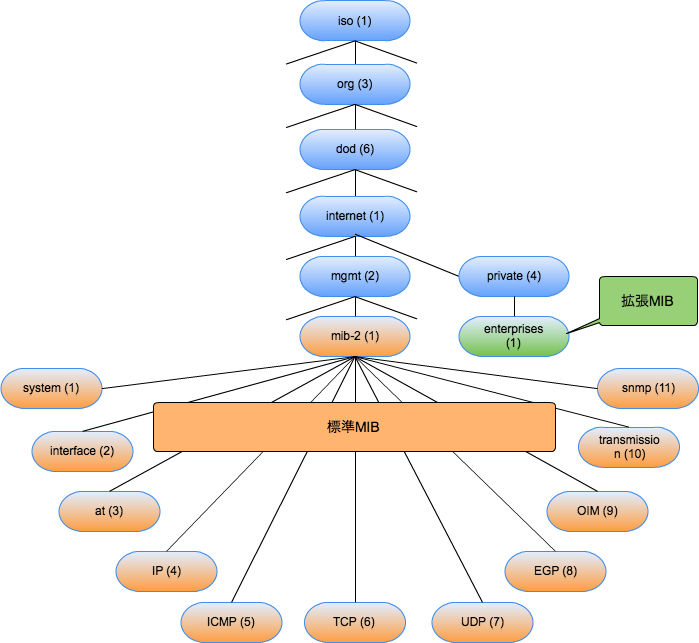 iso (1)
org (3)
dod (6)
internet (1)
mgmt (2)
private (4)
拡張MIB
mib-2 (1)
enterprises
(1)
system (1)
snmp (11)
標準MIB
interface (2)
transmissio
n (10)
at (3)
OIM (9)
IP (4)
EGP (8)
ICMP (5)
TCP (6)
UDP (7)